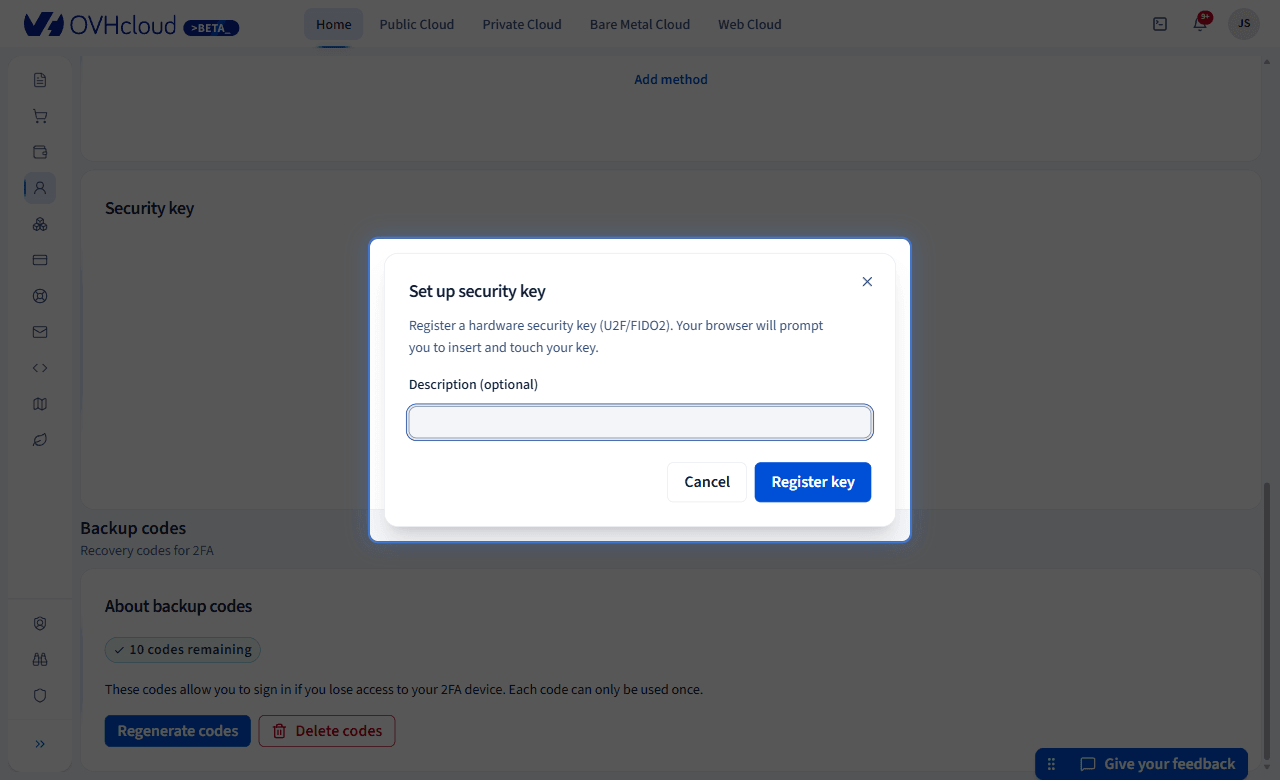 OVHcloud >BETA_ Home Public Cloud Private Cloud Bare Metal Cloud Web Cloud 9+ JS
Add method
Security key
Set up security key
Register a hardware security key (U2F/FIDO2). Your browser will prompt
you to insert and touch your key.
Description (optional)
Cancel Register key
Backup codes
Recovery codes for 2FA
About backup codes
10 codes remaining
These codes allow you to sign in if you lose access to your 2FA device. Each code can only be used once.
Regenerate codes Delete codes
Give your feedback